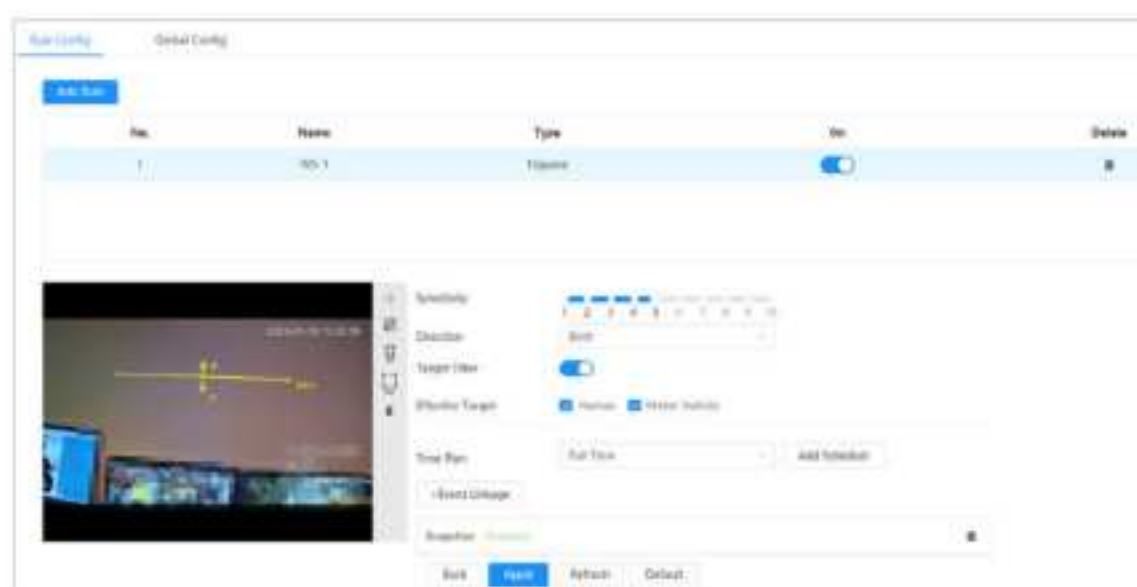 Rule Config Global Config
Add Rule
No. Name Type On Delete
1 IVS-1 Tripwire
Sensitivity
1 2 3 4 5 6 7 8 9 10
Direction Both
Target Filter
Effective Target Human Motor Vehicle
Time Plan Full Time Add Schedule
+Event Linkage
Snapshot
Back Apply Refresh Default